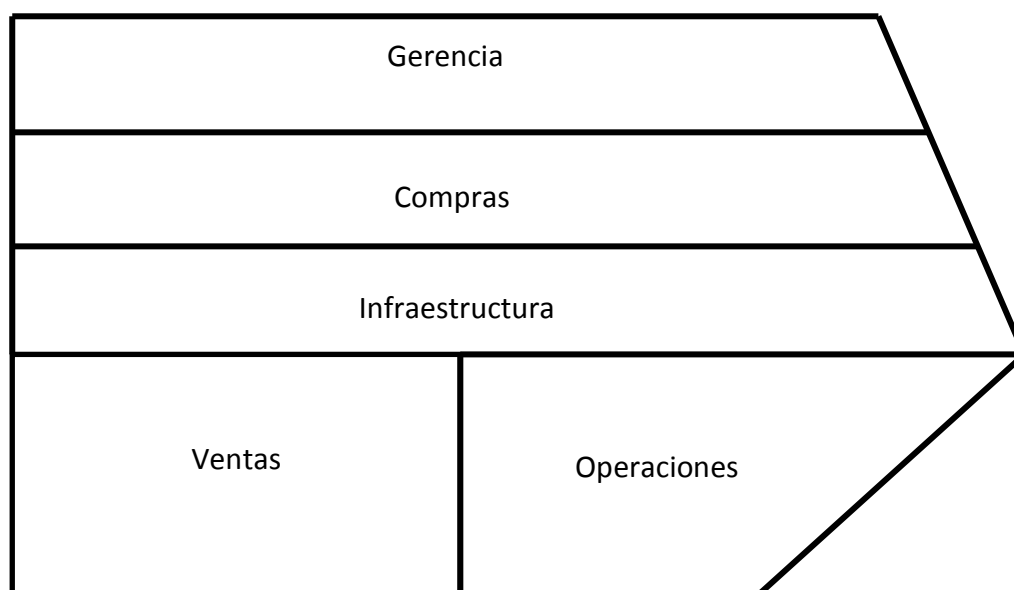 Gerencia
Compras
Infraestructura
Ventas
Operaciones